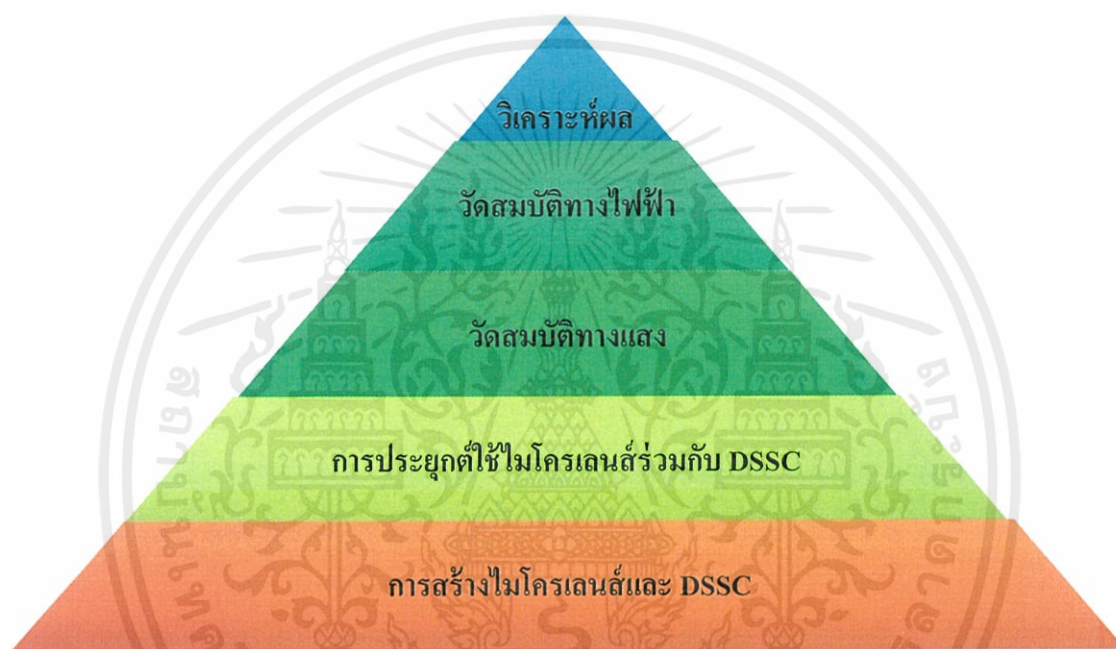 วิเคราะห์ผล
วัดสมบัติทางไฟฟ้า
วัดสมบัติทางแสง
การประยุกต์ใช้ไมโครเลนส์ร่วมกับ DSSC
การสร้างไมโครเลนส์และ DSSC